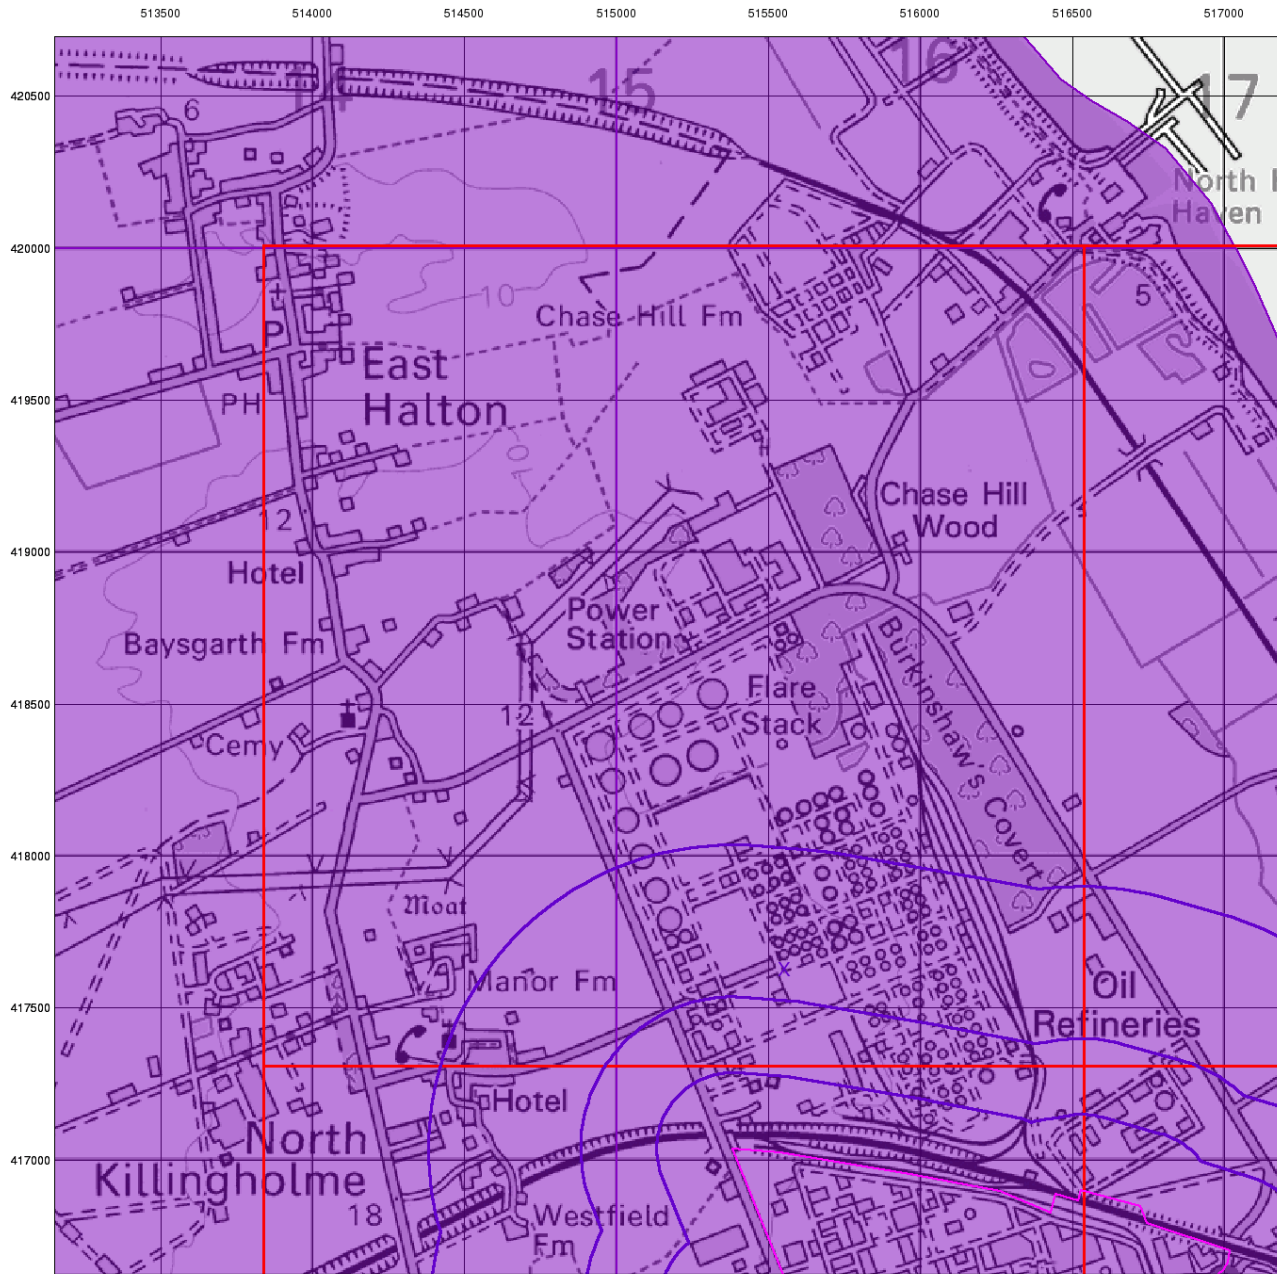 513500 514000 514500 515000 515500 516000 516500 517000
420500
420000
419500
419000
418500
418000
417500
417000
14
15
16
17
6
North
Haven
10
5
Chase Hill Fm
P
East
Halton
PH
10
12
Chase Hill
Wood
Hotel
Power
Station
Baysgarth Fm
Burkinshaw's Covert
Flare
Stack
12
Cemy
Moat
Manor Fm
Oil
Refineries
Hotel
North
Killingholme
18
Westfield
Fm